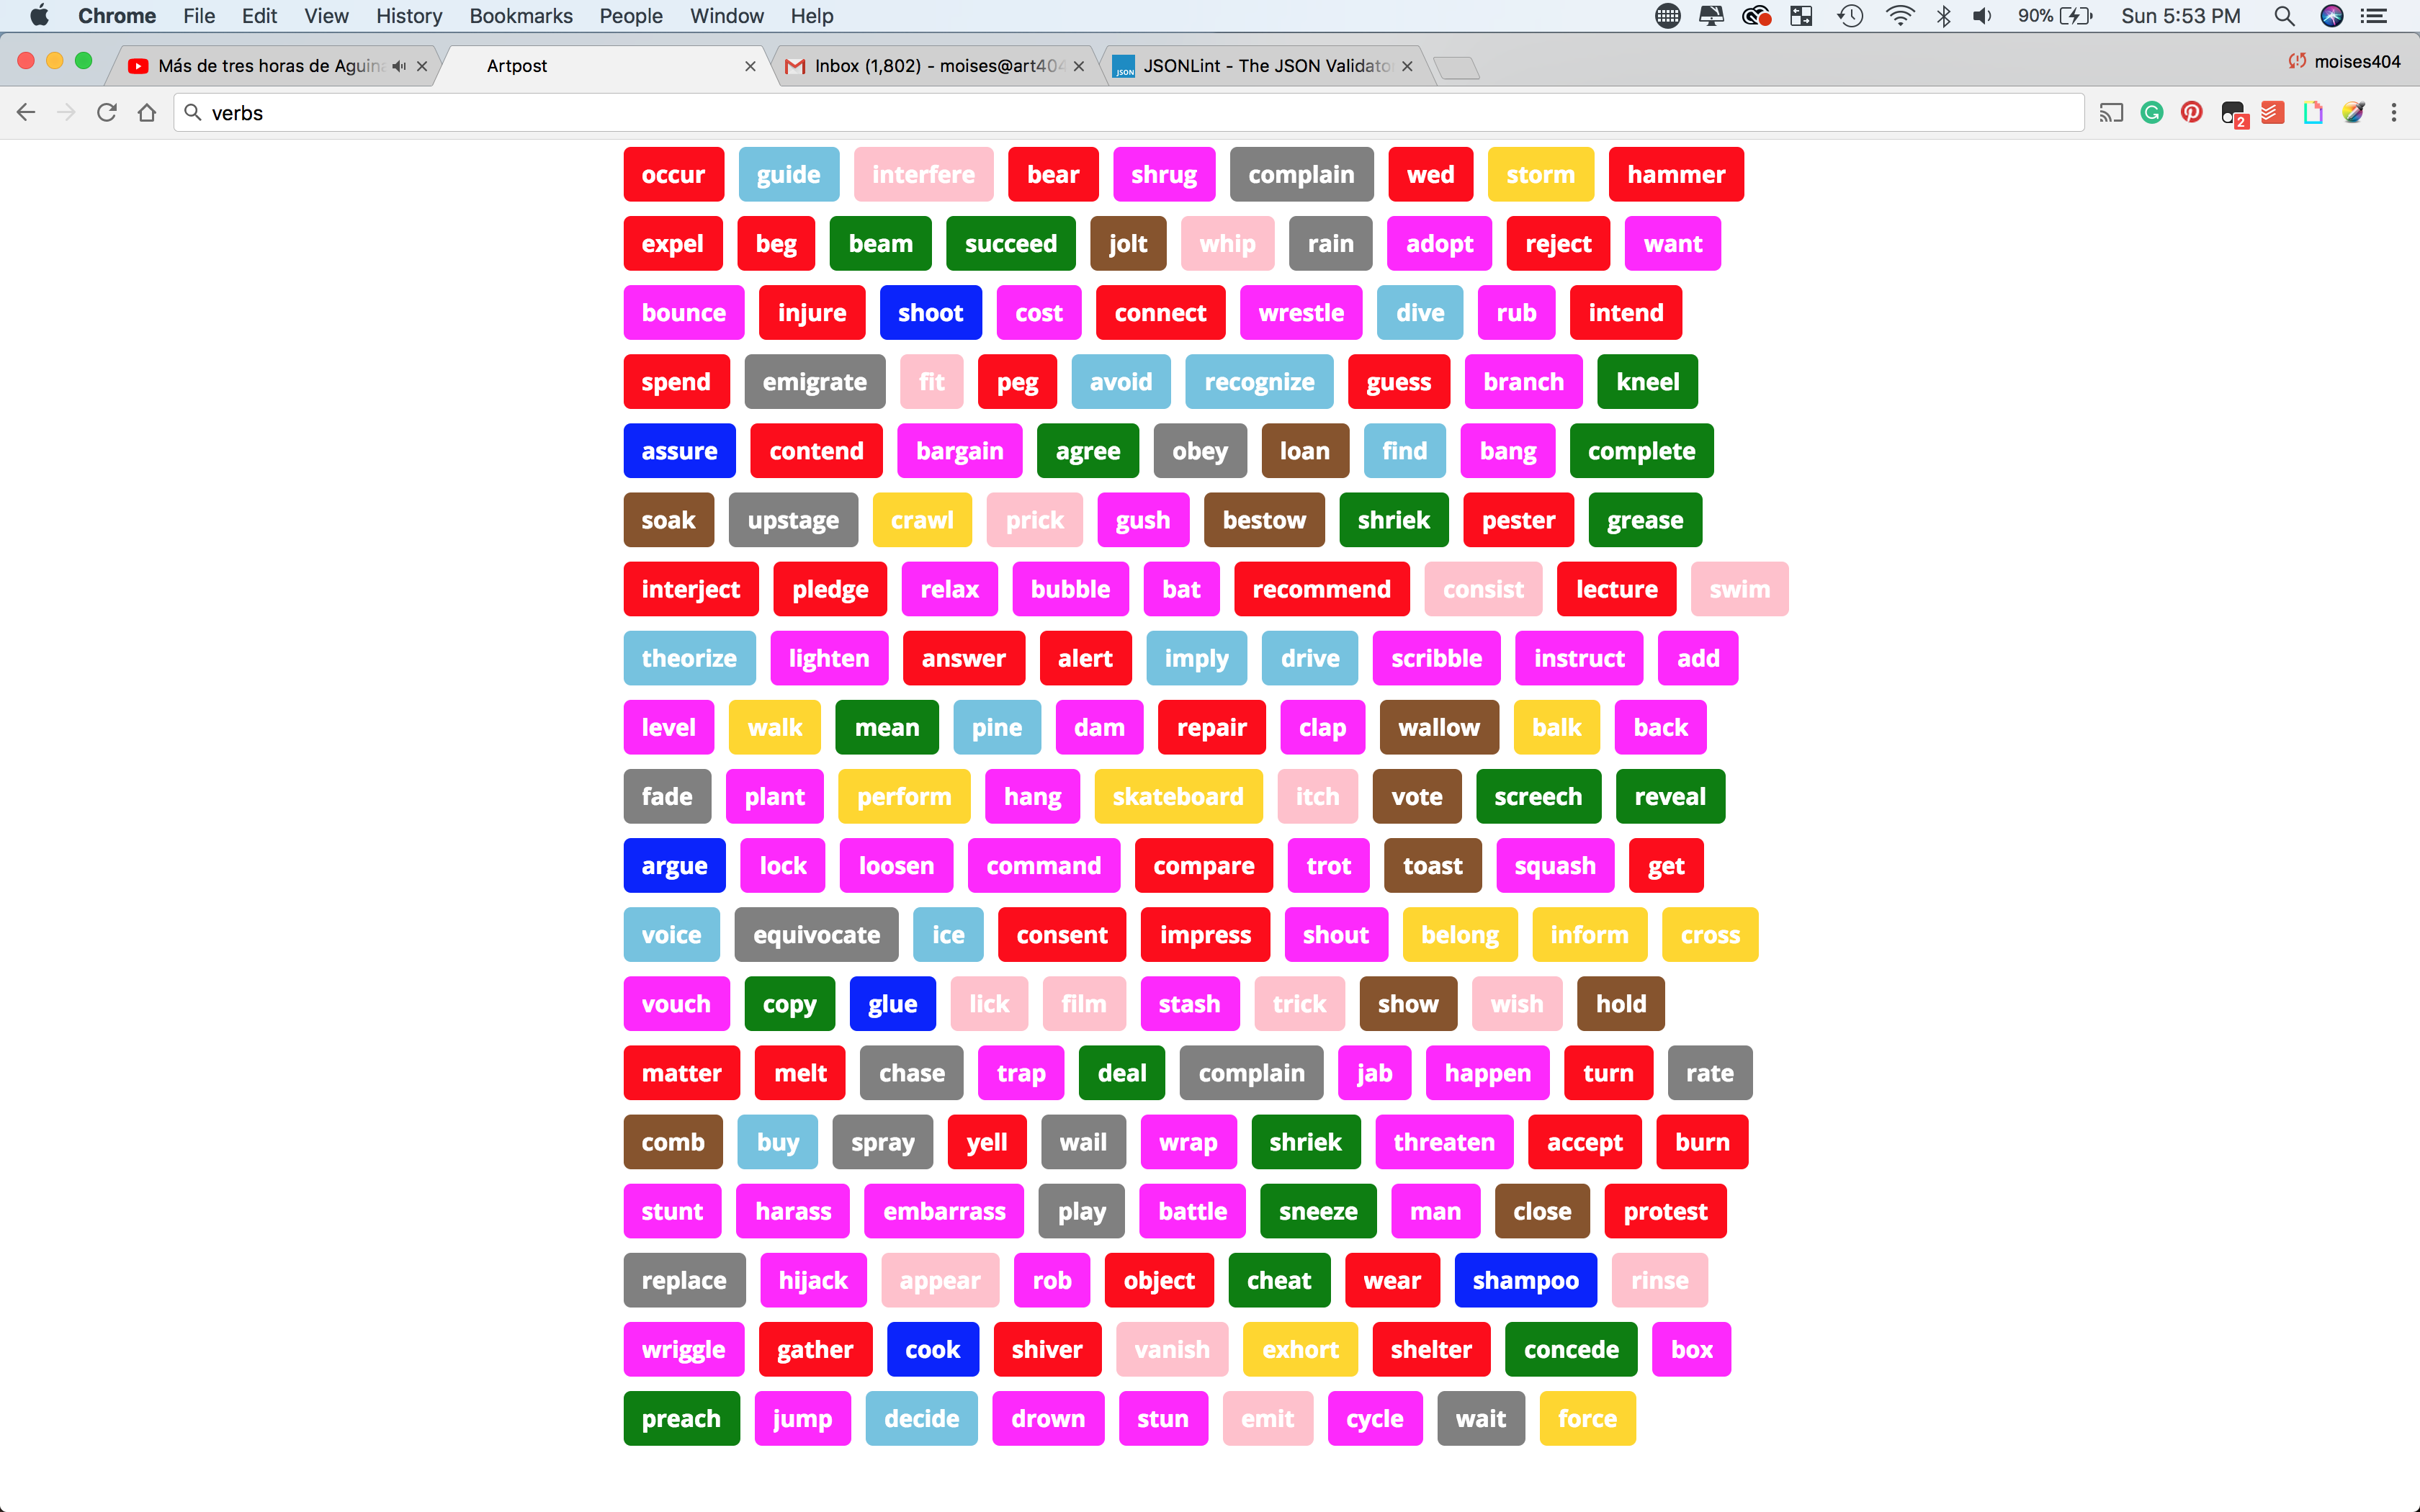 Chrome File Edit View History Bookmarks People Window Help 90% Sun 5:53 PM
Más de tres horas de Aguina Artpost Inbox (1,802) - moises@art404 JSON JSONLint - The JSON Validator moises404
verbs 2
occur guide interfere bear shrug complain wed storm hammer
expel beg beam succeed jolt whip rain adopt reject want
bounce injure shoot cost connect wrestle dive rub intend
spend emigrate fit peg avoid recognize guess branch kneel
assure contend bargain agree obey loan find bang complete
soak upstage crawl prick gush bestow shriek pester grease
interject pledge relax bubble bat recommend consist lecture swim
theorize lighten answer alert imply drive scribble instruct add
level walk mean pine dam repair clap wallow balk back
fade plant perform hang skateboard itch vote screech reveal
argue lock loosen command compare trot toast squash get
voice equivocate ice consent impress shout belong inform cross
vouch copy glue lick film stash trick show wish hold
matter melt chase trap deal complain jab happen turn rate
comb buy spray yell wail wrap shriek threaten accept burn
stunt harass embarrass play battle sneeze man close protest
replace hijack appear rob object cheat wear shampoo rinse
wriggle gather cook shiver vanish exhort shelter concede box
preach jump decide drown stun emit cycle wait force